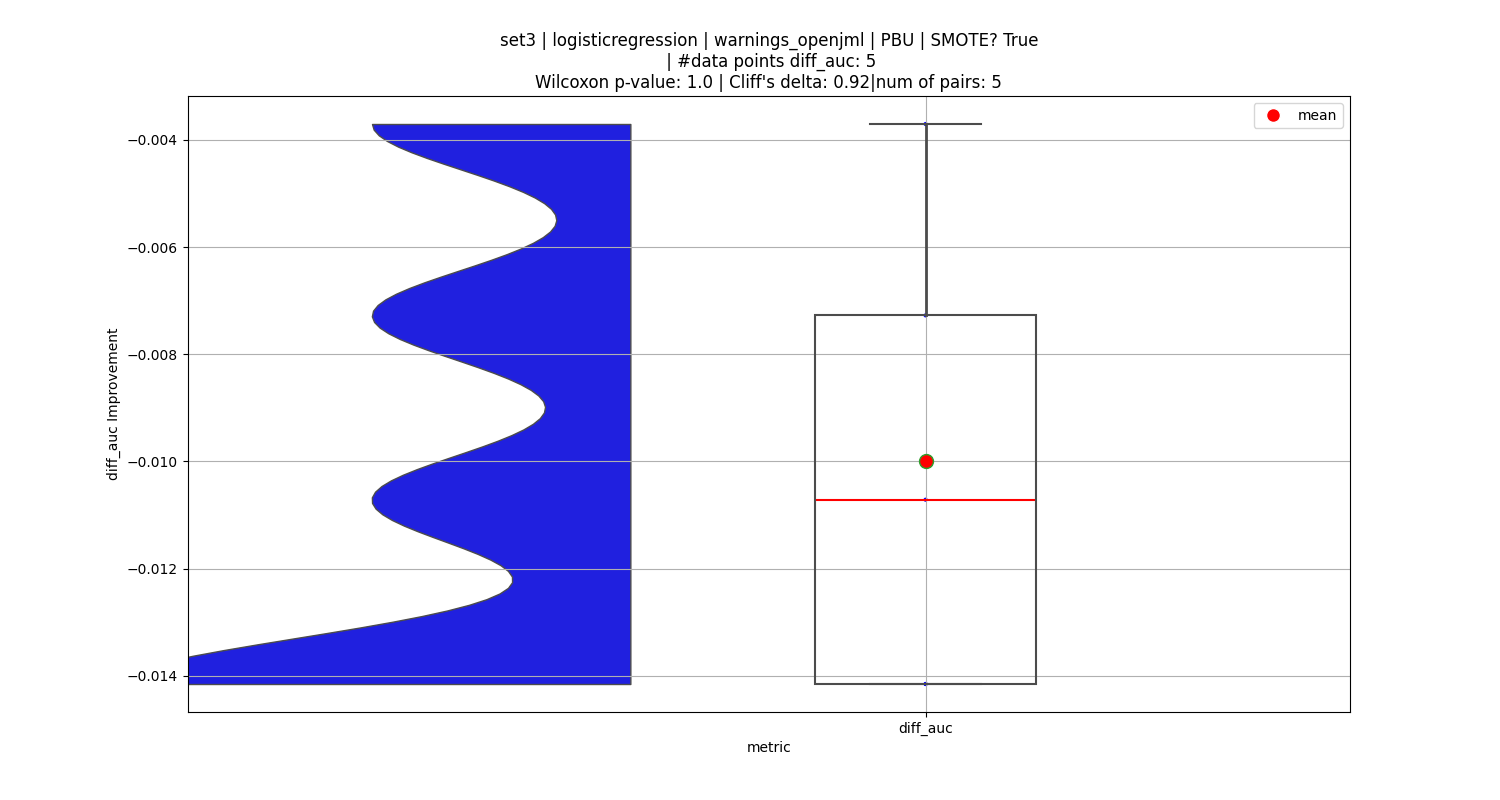 set3 | logisticregression | warnings_openjml | PBU | SMOTE? True
| #data points diff_auc: 5
Wilcoxon p-value: 1.0 | Cliff's delta: 0.92|num of pairs: 5
mean
−0.004
−0.006
−0.008
−0.010
−0.012
−0.014
diff_auc Improvement
diff_auc
metric